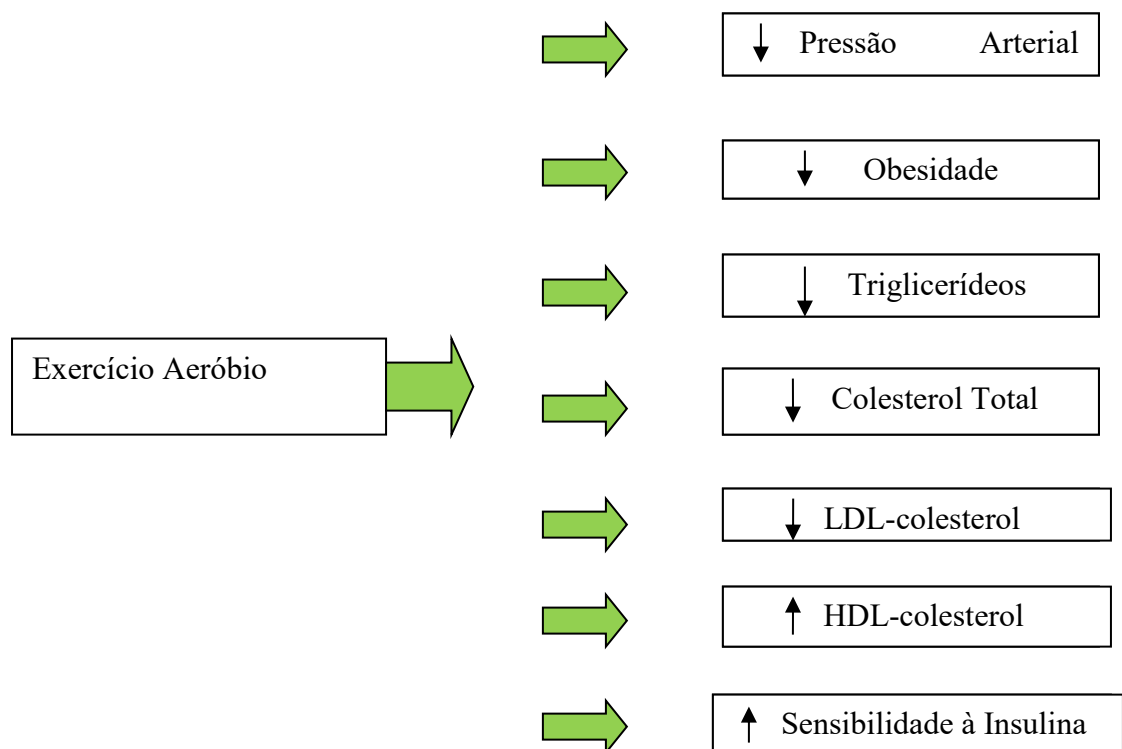 Pressão Arterial
Obesidade
Triglicerídeos
Exercício Aeróbio
Colesterol Total
LDL-colesterol
HDL-colesterol
Sensibilidade à Insulina